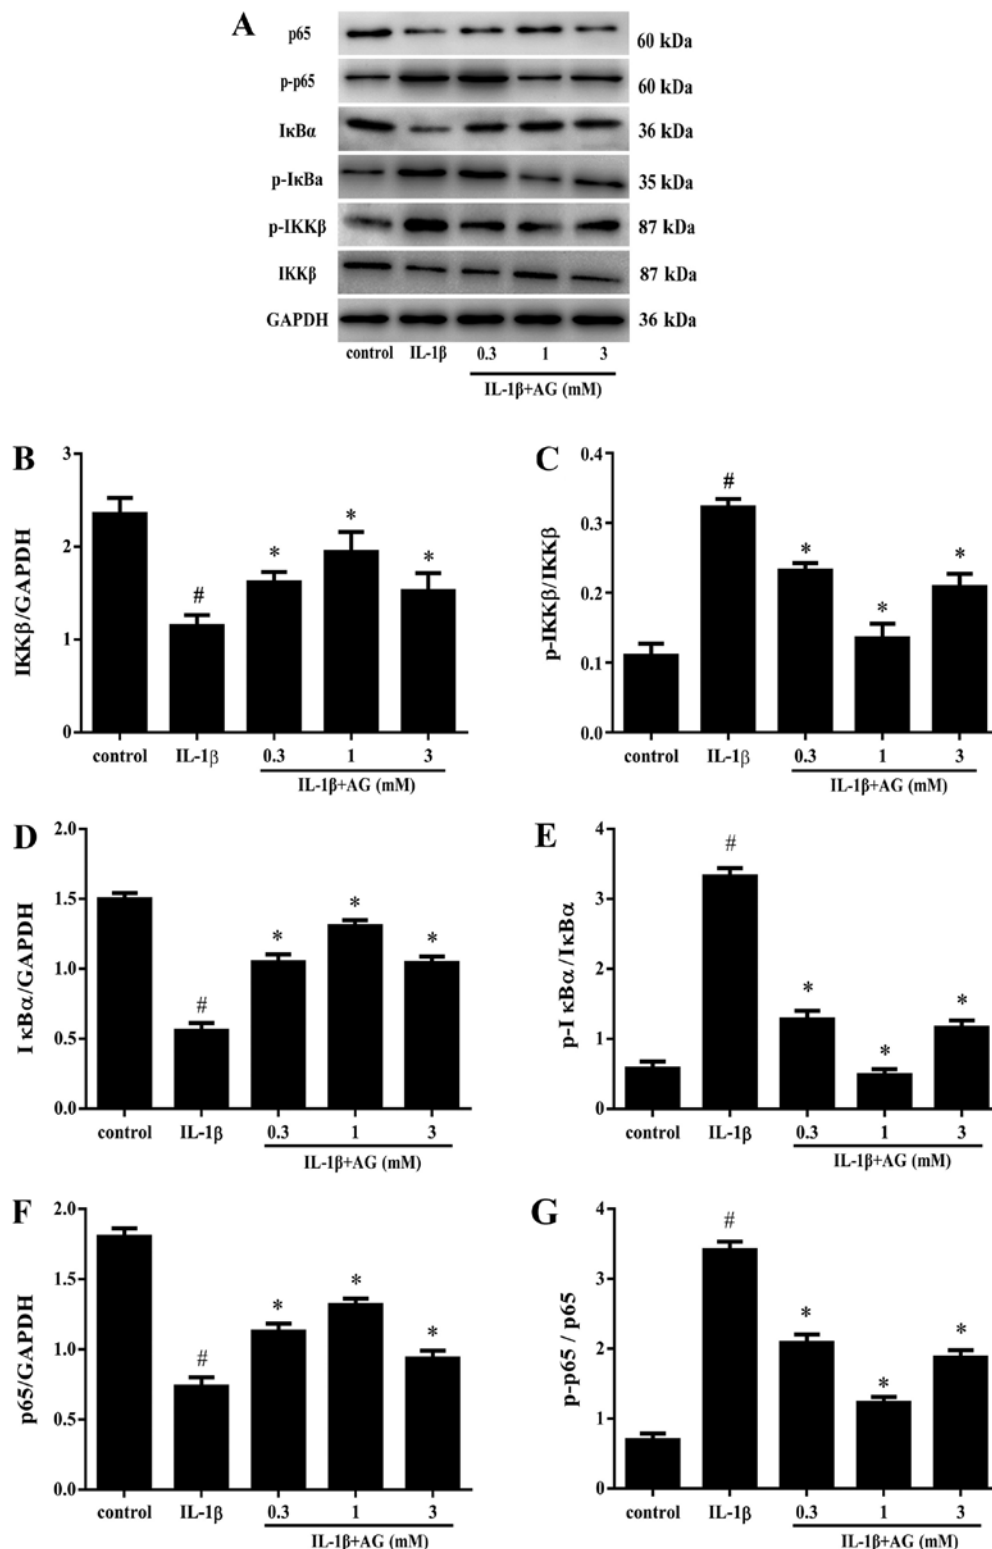 A
p65
60 kDa
p-p65
60 kDa
IκBα
36 kDa
p-IκBa
35 kDa
p-IKKβ
87 kDa
IKKβ
87 kDa
GAPDH
36 kDa
control IL-1β 0.3 1 3
IL-1β+AG (mM)
B
IKKβ/GAPDH
3
2
1
0
#
*
*
*
control IL-1β 0.3 1 3
IL-1β+AG (mM)
C
p-IKKβ/IKKβ
0.4
0.3
0.2
0.1
0.0
#
*
*
*
control IL-1β 0.3 1 3
IL-1β+AG (mM)
D
I κBα/GAPDH
2.0
1.5
1.0
0.5
0.0
#
*
*
*
control IL-1β 0.3 1 3
IL-1β+AG (mM)
E
p-I κBα/IκBα
4
3
2
1
0
#
*
*
*
control IL-1β 0.3 1 3
IL-1β+AG (mM)
F
p65/GAPDH
2.0
1.5
1.0
0.5
0.0
#
*
*
*
control IL-1β 0.3 1 3
IL-1β+AG (mM)
G
p-p65 / p65
4
3
2
1
0
#
*
*
*
control IL-1β 0.3 1 3
IL-1β+AG (mM)